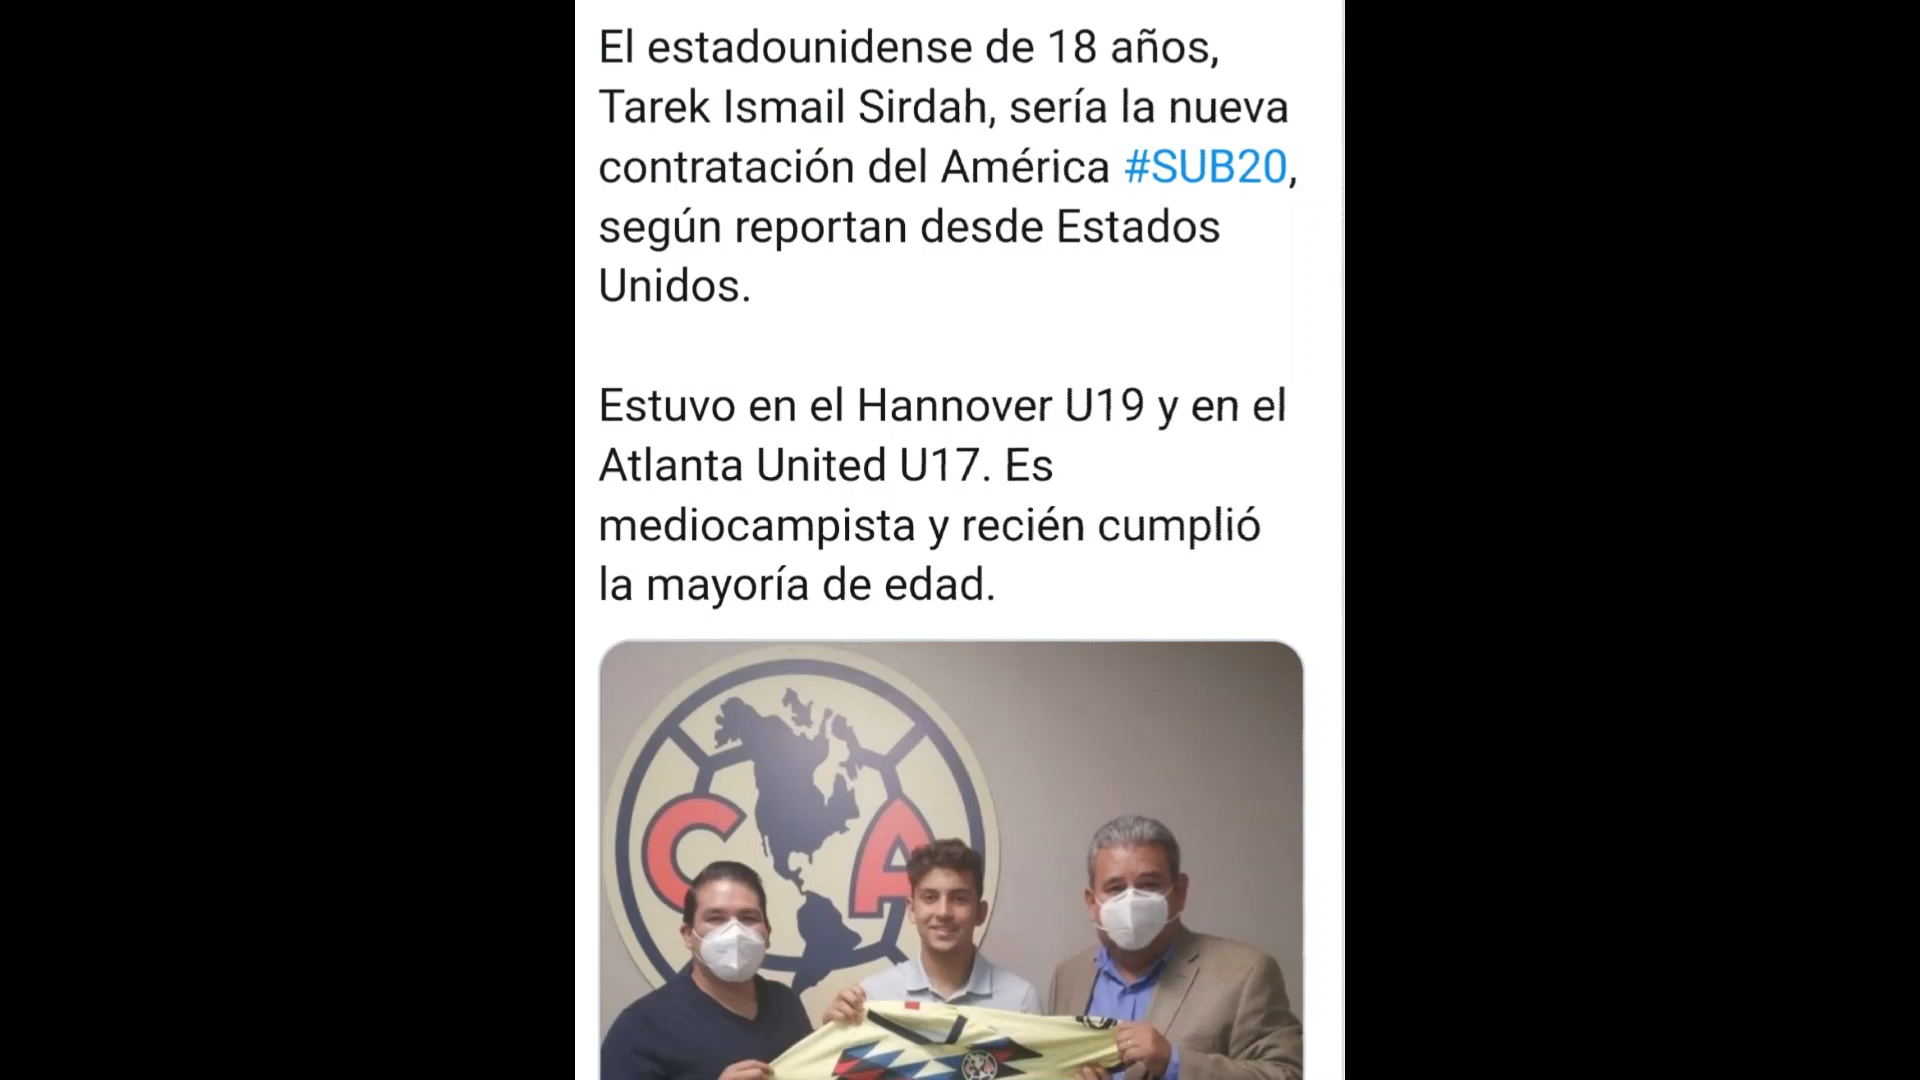 El estadounidense de 18 años,
Tarek Ismail Sirdah, sería la nueva
contratación del América #SUB20,
según reportan desde Estados
Unidos.
Estuvo en el Hannover U19 y en el
Atlanta United U17. Es
mediocampista y recién cumplió
la mayoría de edad.
C A